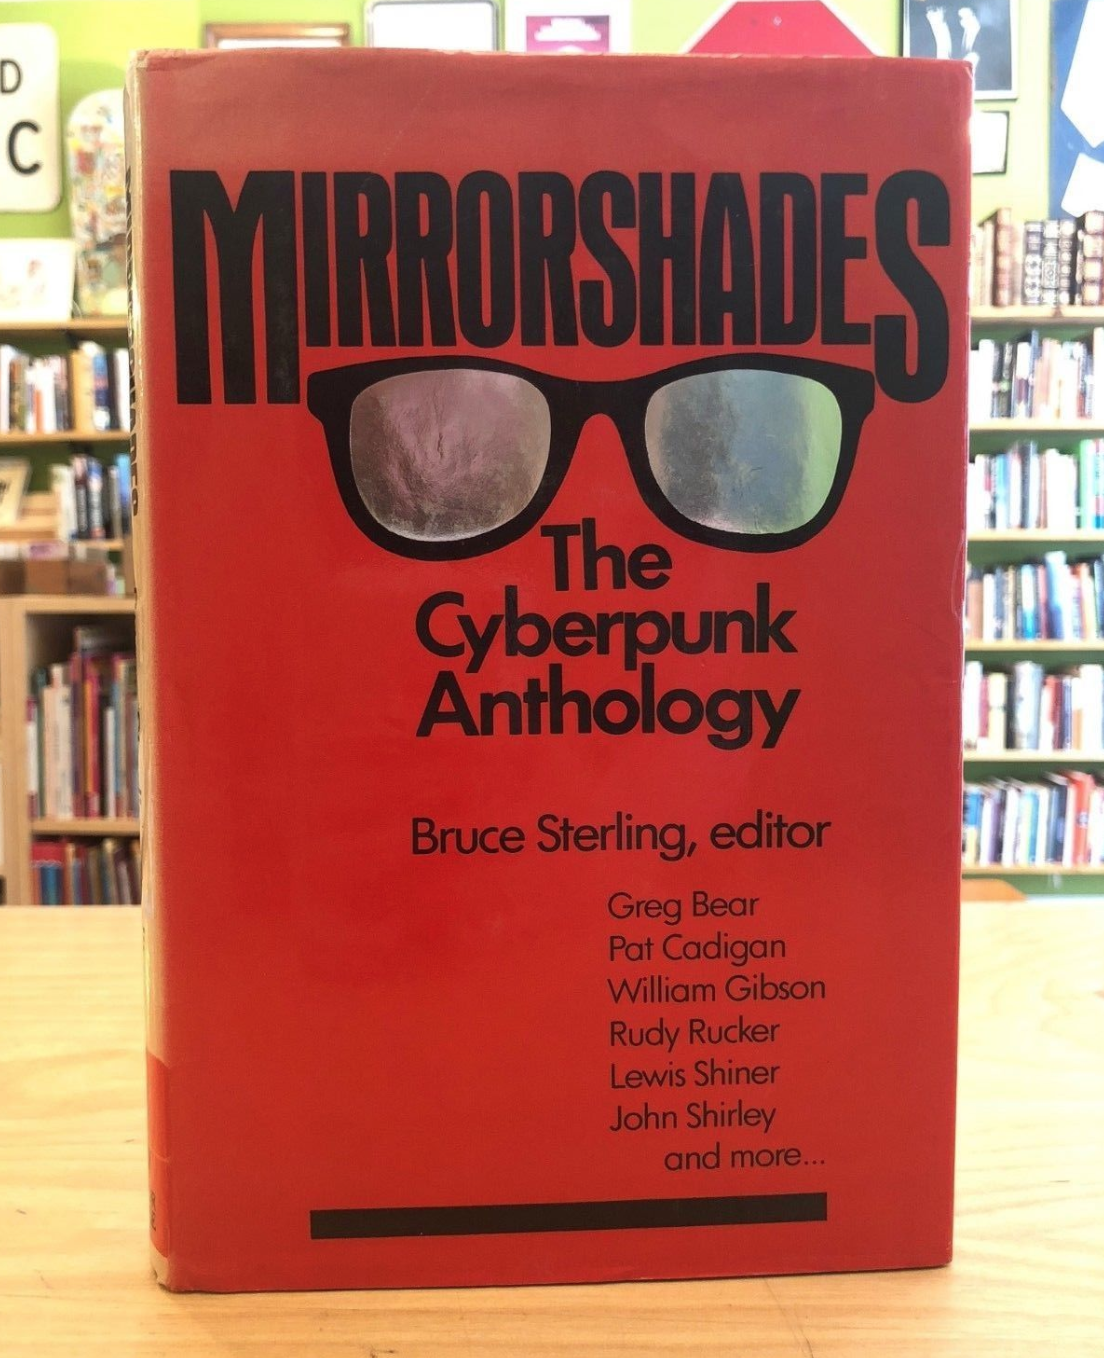 D
C
MIRRORSHADES
The
Cyberpunk
Anthology
Bruce Sterling, editor
Greg Bear
Pat Cadigan
William Gibson
Rudy Rucker
Lewis Shiner
John Shirley
and more...